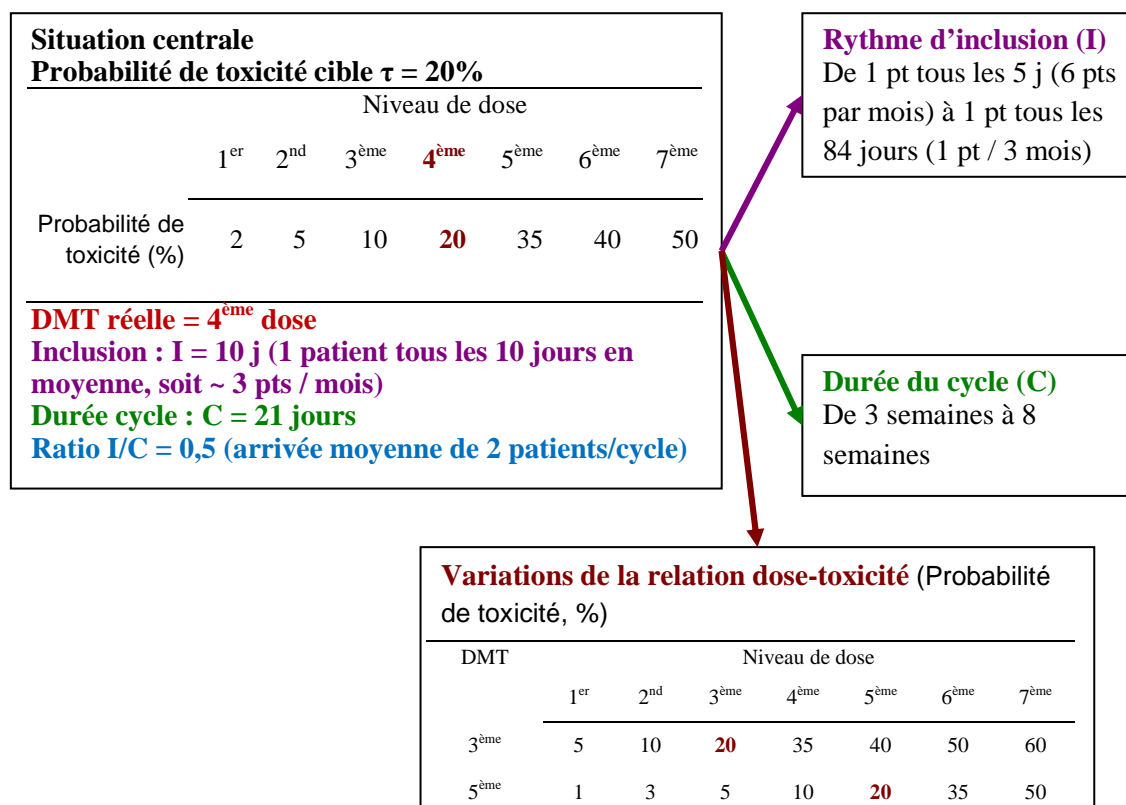 Situation centrale
Probabilité de toxicité cible τ = 20%
Niveau de dose
1er 2nd 3ème 4ème 5ème 6ème 7ème
Probabilité de
toxicité (%) 2 5 10 20 35 40 50
DMT réelle = 4ème dose
Inclusion : I = 10 j (1 patient tous les 10 jours en
moyenne, soit ~ 3 pts / mois)
Durée cycle : C = 21 jours
Ratio I/C = 0,5 (arrivée moyenne de 2 patients/cycle)
Rythme d’inclusion (I)
De 1 pt tous les 5 j (6 pts
par mois) à 1 pt tous les
84 jours (1 pt / 3 mois)
Durée du cycle (C)
De 3 semaines à 8
semaines
Variations de la relation dose-toxicité (Probabilité
de toxicité, %)
DMT Niveau de dose
1er 2nd 3ème 4ème 5ème 6ème 7ème
3ème 5 10 20 35 40 50 60
5ème 1 3 5 10 20 35 50